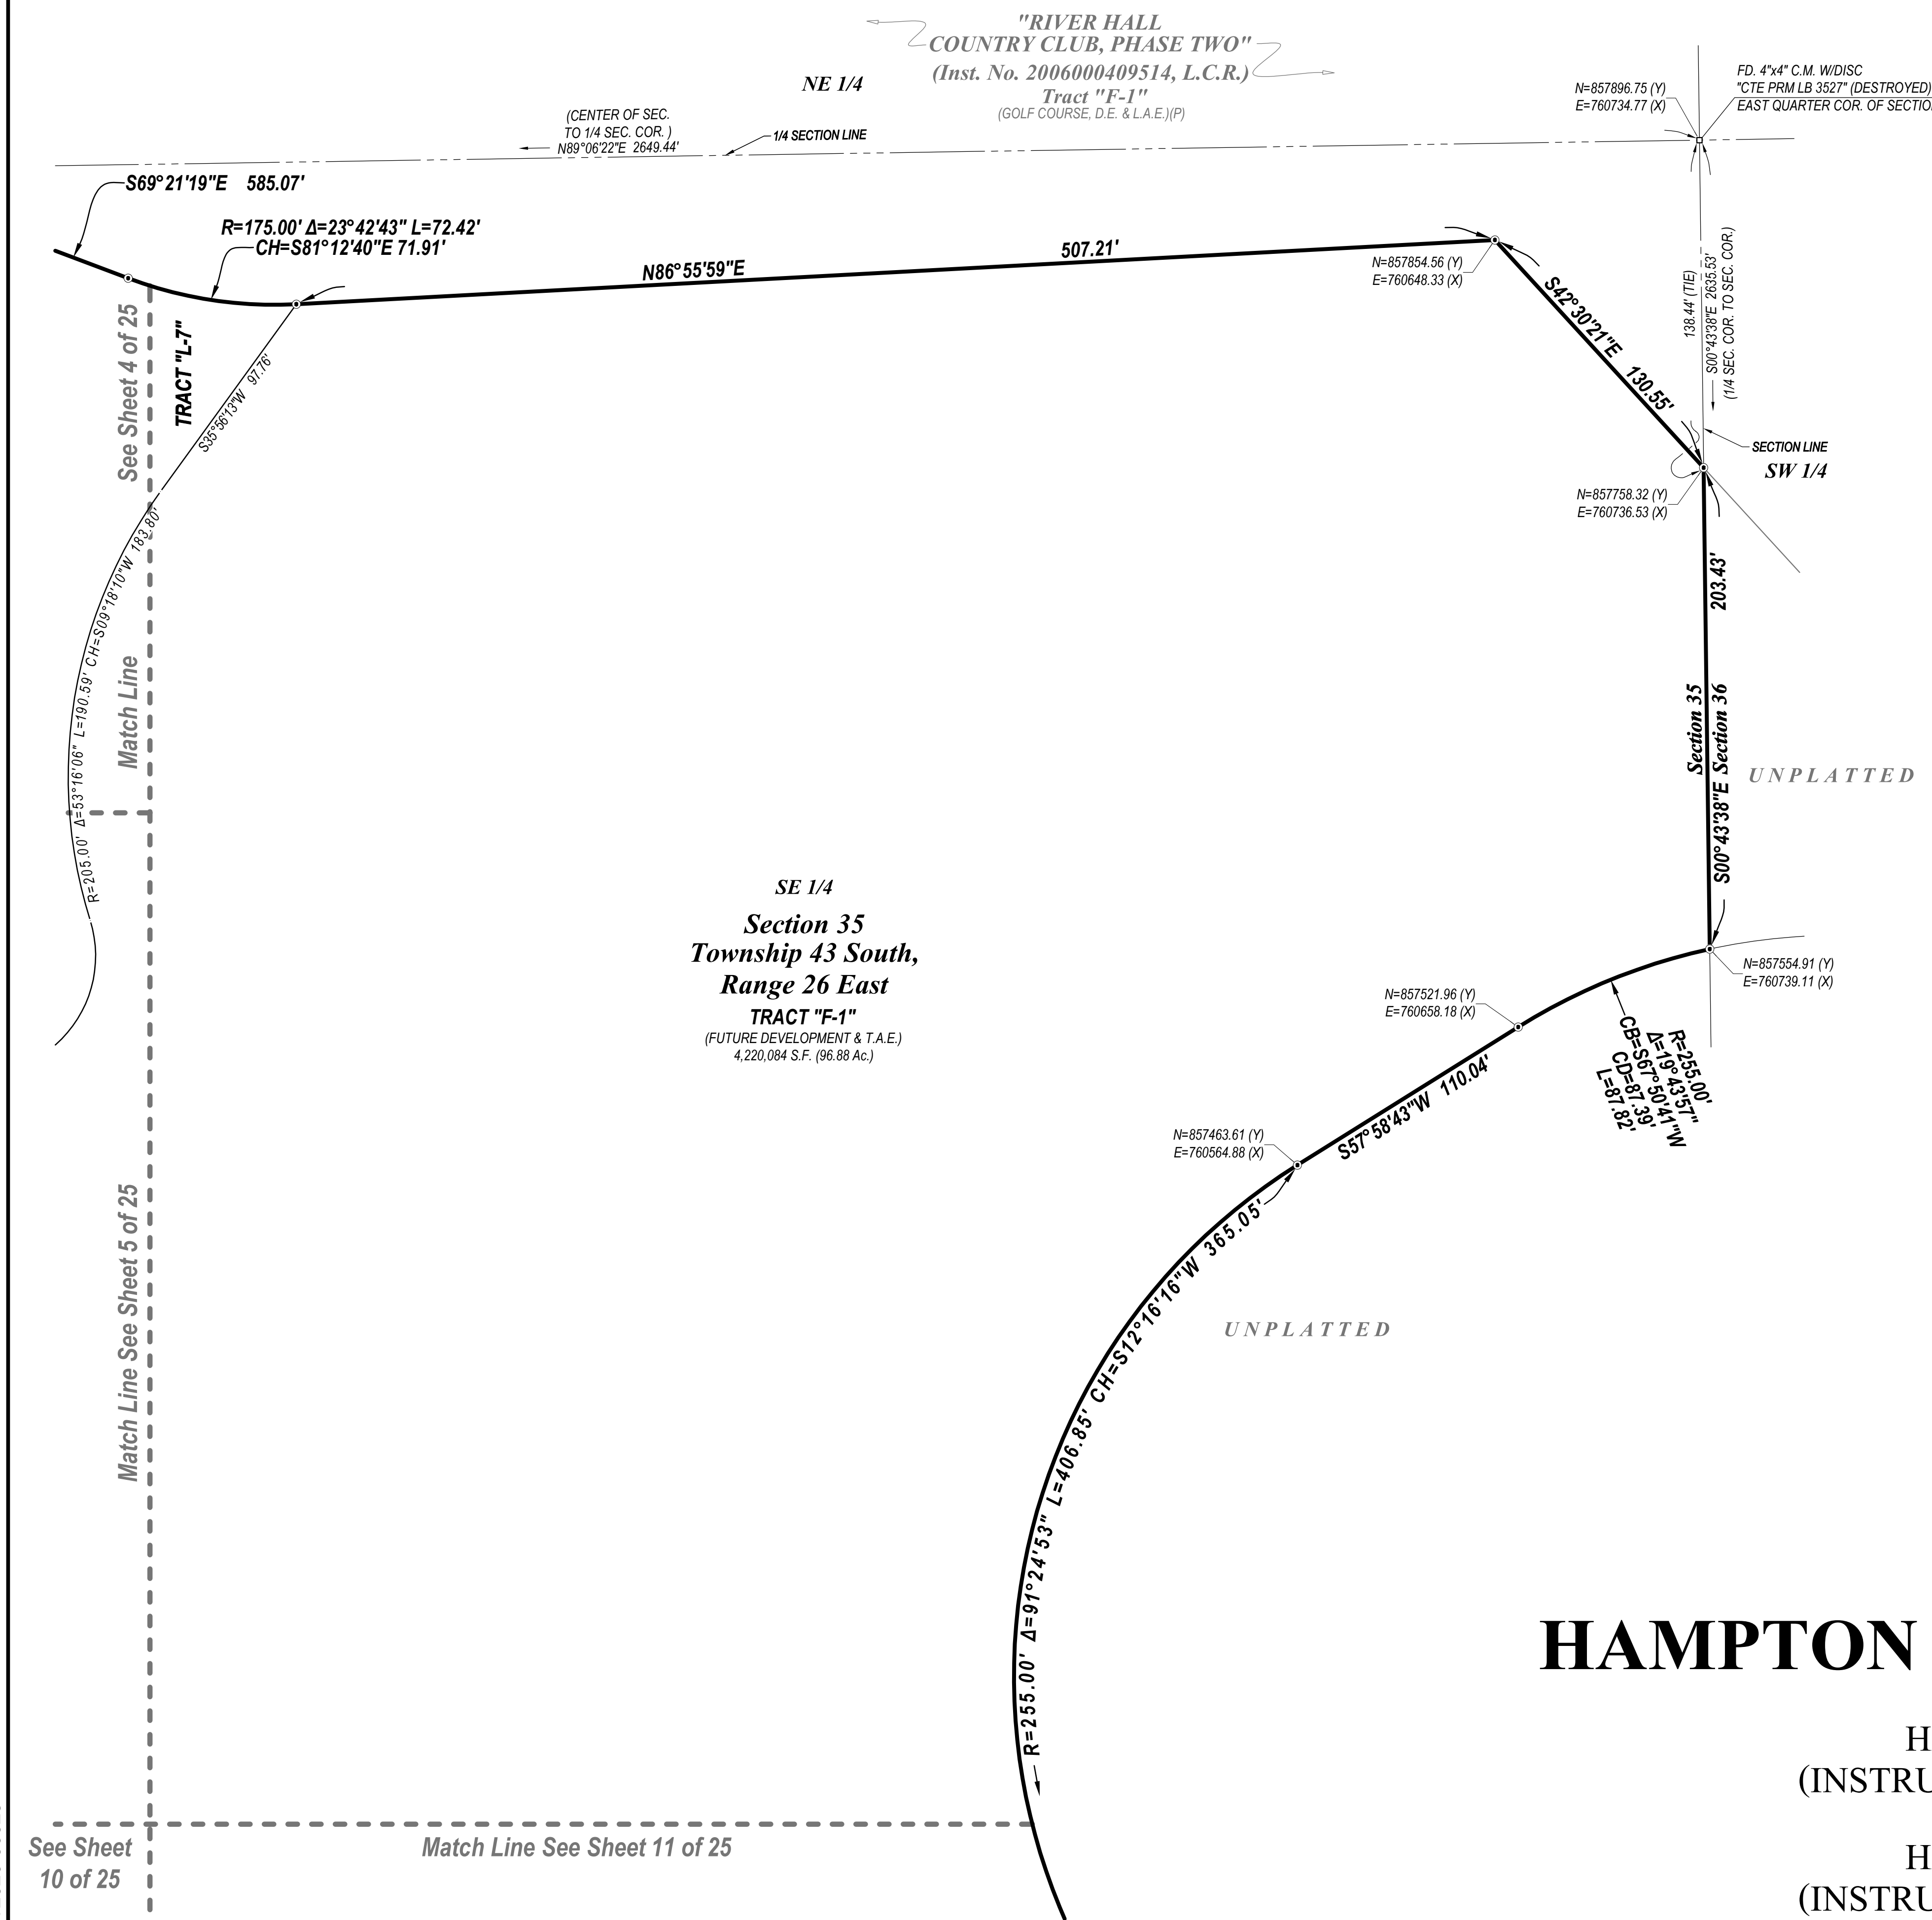 "RIVER HALL
COUNTRY CLUB, PHASE TWO"
(Inst. No. 2006000409514, L.C.R.)
Tract "F-1"
(GOLF COURSE, D.E. & L.A.E.)(P)
NE 1/4
(CENTER OF SEC.
TO 1/4 SEC. COR. )
N89°06'22"E 2649.44'
1/4 SECTION LINE
N=857896.75 (Y)
E=760734.77 (X)
FD. 4"x4" C.M. W/DISC
"CTE PRM LB 3527" (DESTROYED)
EAST QUARTER COR. OF SECTION
S69°21'19"E 585.07'
R=175.00' Δ=23°42'43" L=72.42'
CH=S81°12'40"E 71.91'
N86°55'59"E 507.21'
N=857854.56 (Y)
E=760648.33 (X)
S42°30'21"E 130.55'
138.44' (TIE)
S00°43'38"E 2635.53'
(1/4 SEC. COR. TO SEC. COR.)
SECTION LINE
SW 1/4
N=857758.32 (Y)
E=760736.53 (X)
See Sheet 4 of 25
Match Line
TRACT "L-7"
S35°56'13"W 97.76'
R=205.00' Δ=53°16'06" L=190.59' CH=S09°18'10"W 183.80'
203.43'
S00°43'38"E
Section 35
Section 36
UNPLATTED
SE 1/4
Section 35
Township 43 South,
Range 26 East
TRACT "F-1"
(FUTURE DEVELOPMENT & T.A.E.)
4,220,084 S.F. (96.88 Ac.)
N=857554.91 (Y)
E=760739.11 (X)
N=857521.96 (Y)
E=760658.18 (X)
R=255.00'
Δ=19°43'57"
CB=S67°50'41"W
CD=87.39'
L=87.82'
S57°58'43"W 110.04'
N=857463.61 (Y)
E=760564.88 (X)
Match Line See Sheet 5 of 25
R=255.00' Δ=91°24'53" L=406.85' CH=S12°16'16"W 365.05'
UNPLATTED
HAMPTON
H
(INSTRU
See Sheet
10 of 25
Match Line See Sheet 11 of 25
H
(INSTRU